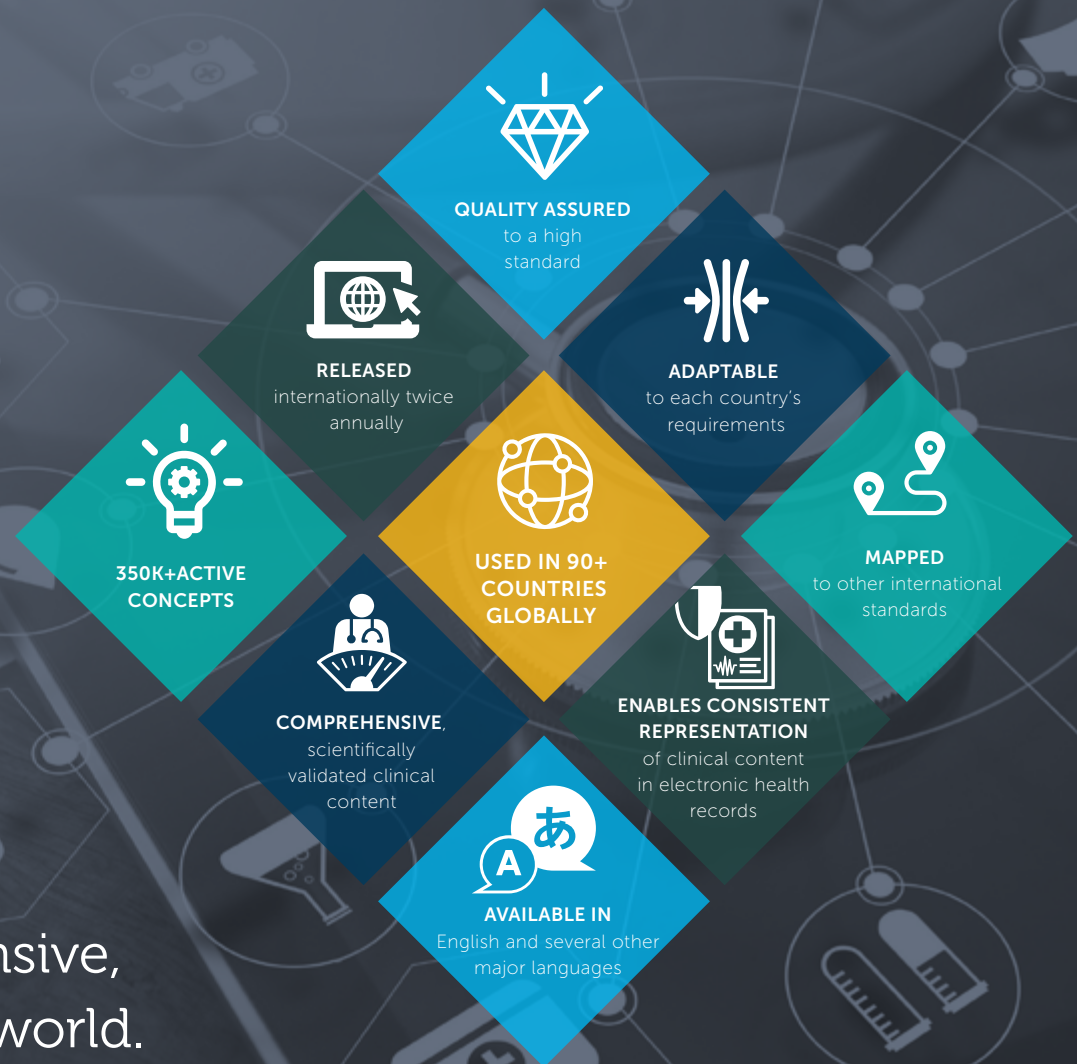 QUALITY ASSURED
to a high
standard
RELEASED
internationally twice
annually
ADAPTABLE
to each country's
requirements
350K+ACTIVE
CONCEPTS
USED IN 90+
COUNTRIES
GLOBALLY
MAPPED
to other international
standards
COMPREHENSIVE,
scientifically
validated clinical
content
ENABLES CONSISTENT
REPRESENTATION
of clinical content
in electronic health
records
あ
A
AVAILABLE IN
English and several other
major languages
nsive,
world.